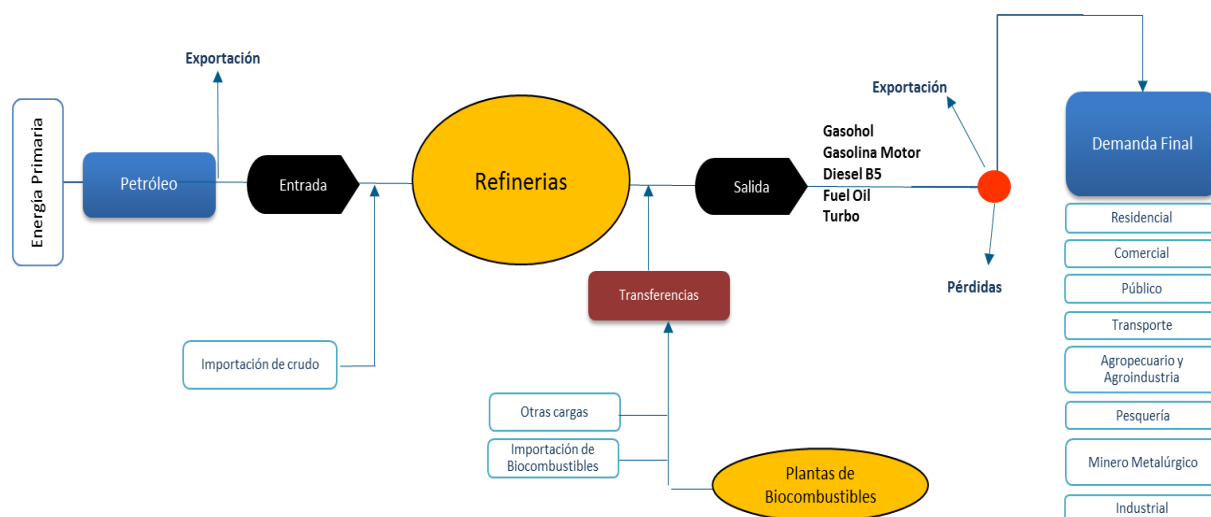 Energía Primaria
Petróleo
Exportación
Entrada
Importación de crudo
Refinerias
Transferencias
Otras cargas
Importación de
Biocombustibles
Plantas de
Biocombustibles
Salida
Gasohol
Gasolina Motor
Diesel B5
Fuel Oil
Turbo
Exportación
Pérdidas
Demanda Final
Residencial
Comercial
Público
Transporte
Agropecuario y
Agroindustria
Pesquería
Minero Metalúrgico
Industrial